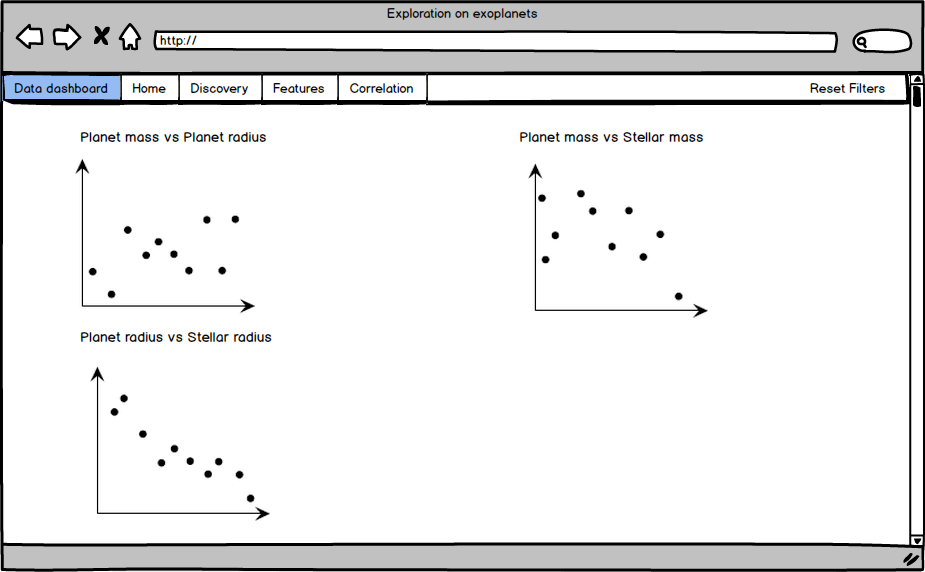 Exploration on exoplanets
http://
Data dashboard Home Discovery Features Correlation Reset Filters
Planet mass vs Planet radius Planet mass vs Stellar mass
Planet radius vs Stellar radius